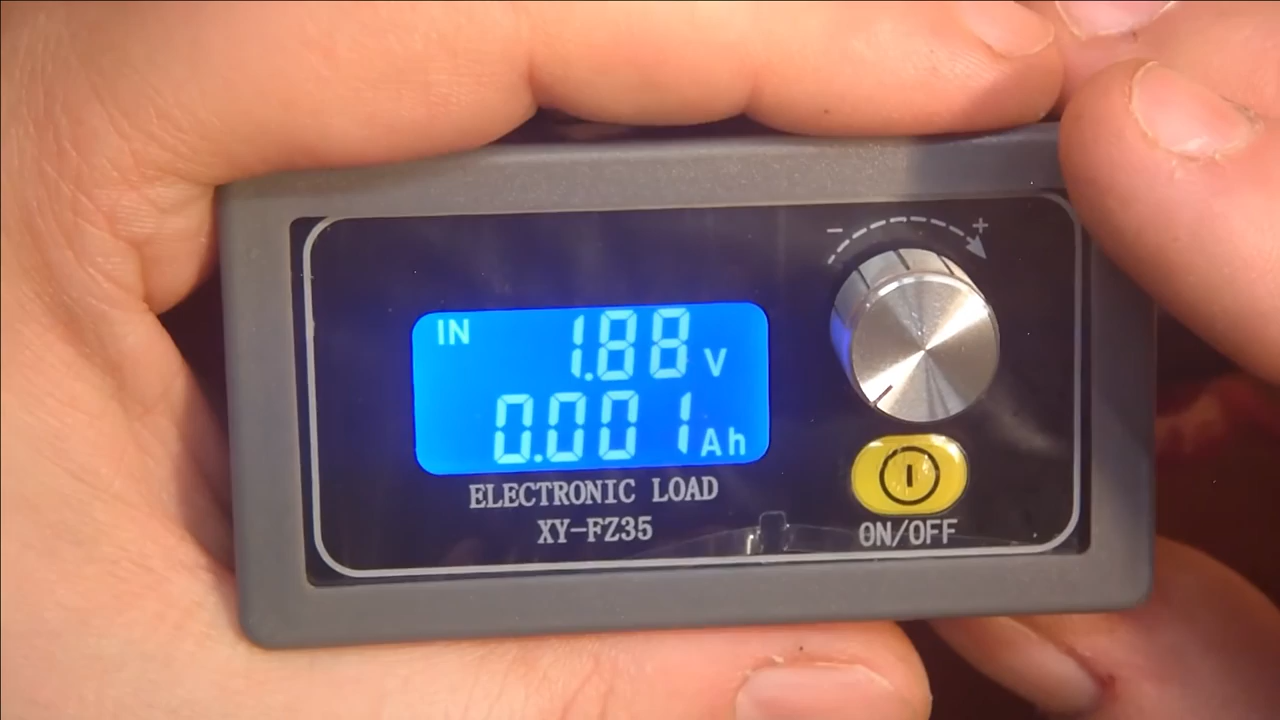 - +
IN 1.88 V
0.001 Ah
ELECTRONIC LOAD
XY-FZ35
ON/OFF